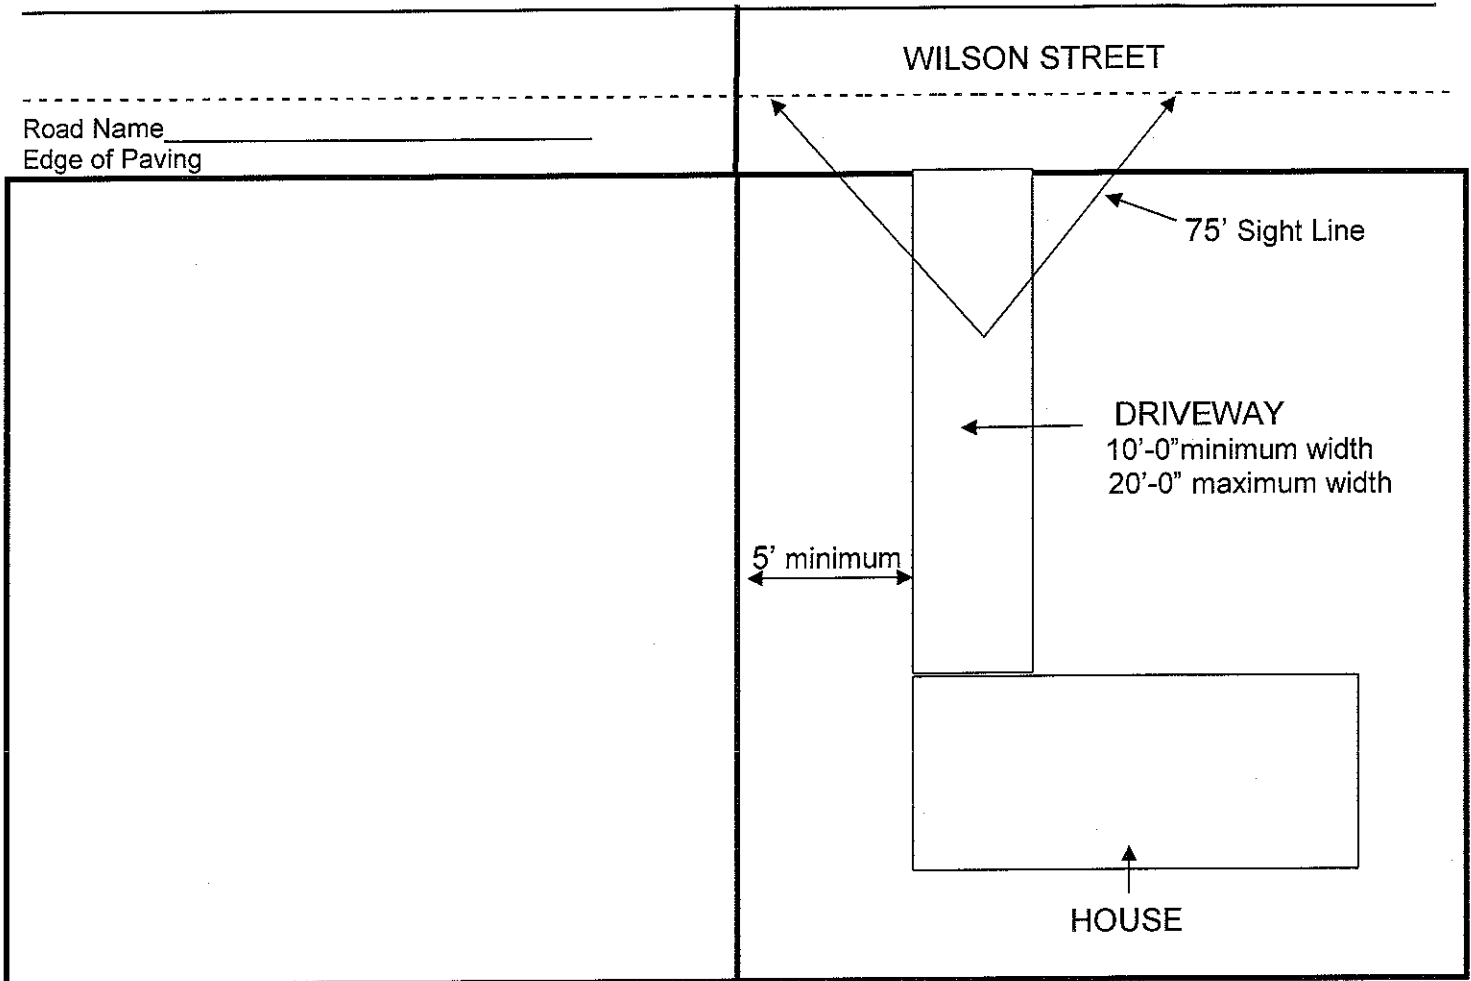 WILSON STREET
Road Name
Edge of Paving
75' Sight Line
DRIVEWAY
10'-0"minimum width
20'-0" maximum width
5' minimum
HOUSE